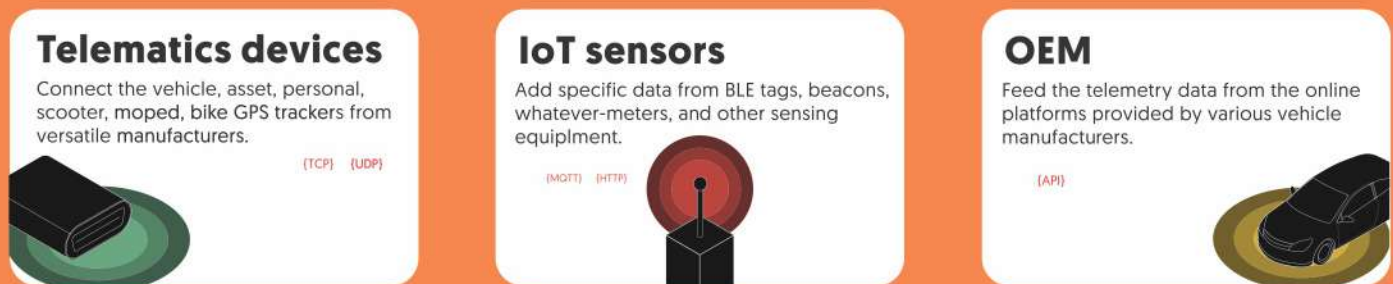 Telematics devices
Connect the vehicle, asset, personal,
scooter, moped, bike GPS trackers from
versatile manufacturers.
{TCP} {UDP}
IoT sensors
Add specific data from BLE tags, beacons,
whatever-meters, and other sensing
equiplment.
{MQTT} {HTTP}
OEM
Feed the telemetry data from the online
platforms provided by various vehicle
manufacturers.
{API}